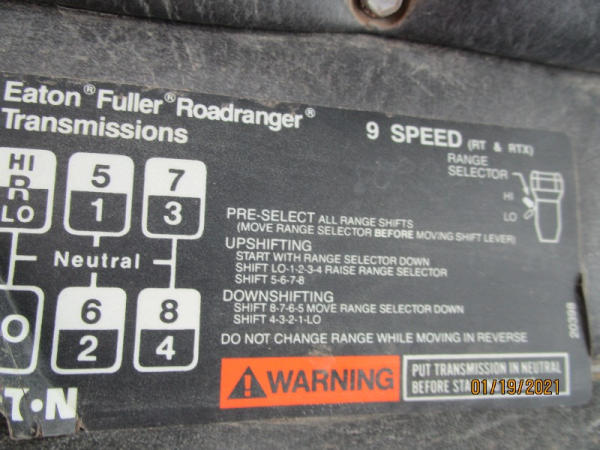 Eaton® Fuller® Roadranger®
Transmissions
9 SPEED (RT & RTX)
RANGE
SELECTOR
HI
LO
HI 5 7
R
LO 1 3
Neutral
O 6 8
2 4
PRE-SELECT ALL RANGE SHIFTS
(MOVE RANGE SELECTOR BEFORE MOVING SHIFT LEVER)
UPSHIFTING
START WITH RANGE SELECTOR DOWN
SHIFT LO-1-2-3-4 RAISE RANGE SELECTOR
SHIFT 5-6-7-8
DOWNSHIFTING
SHIFT 8-7-6-5 MOVE RANGE SELECTOR DOWN
SHIFT 4-3-2-1-LO
DO NOT CHANGE RANGE WHILE MOVING IN REVERSE
20398
WARNING
PUT TRANSMISSION IN NEUTRAL
BEFORE STA
T·N
01/19/2021